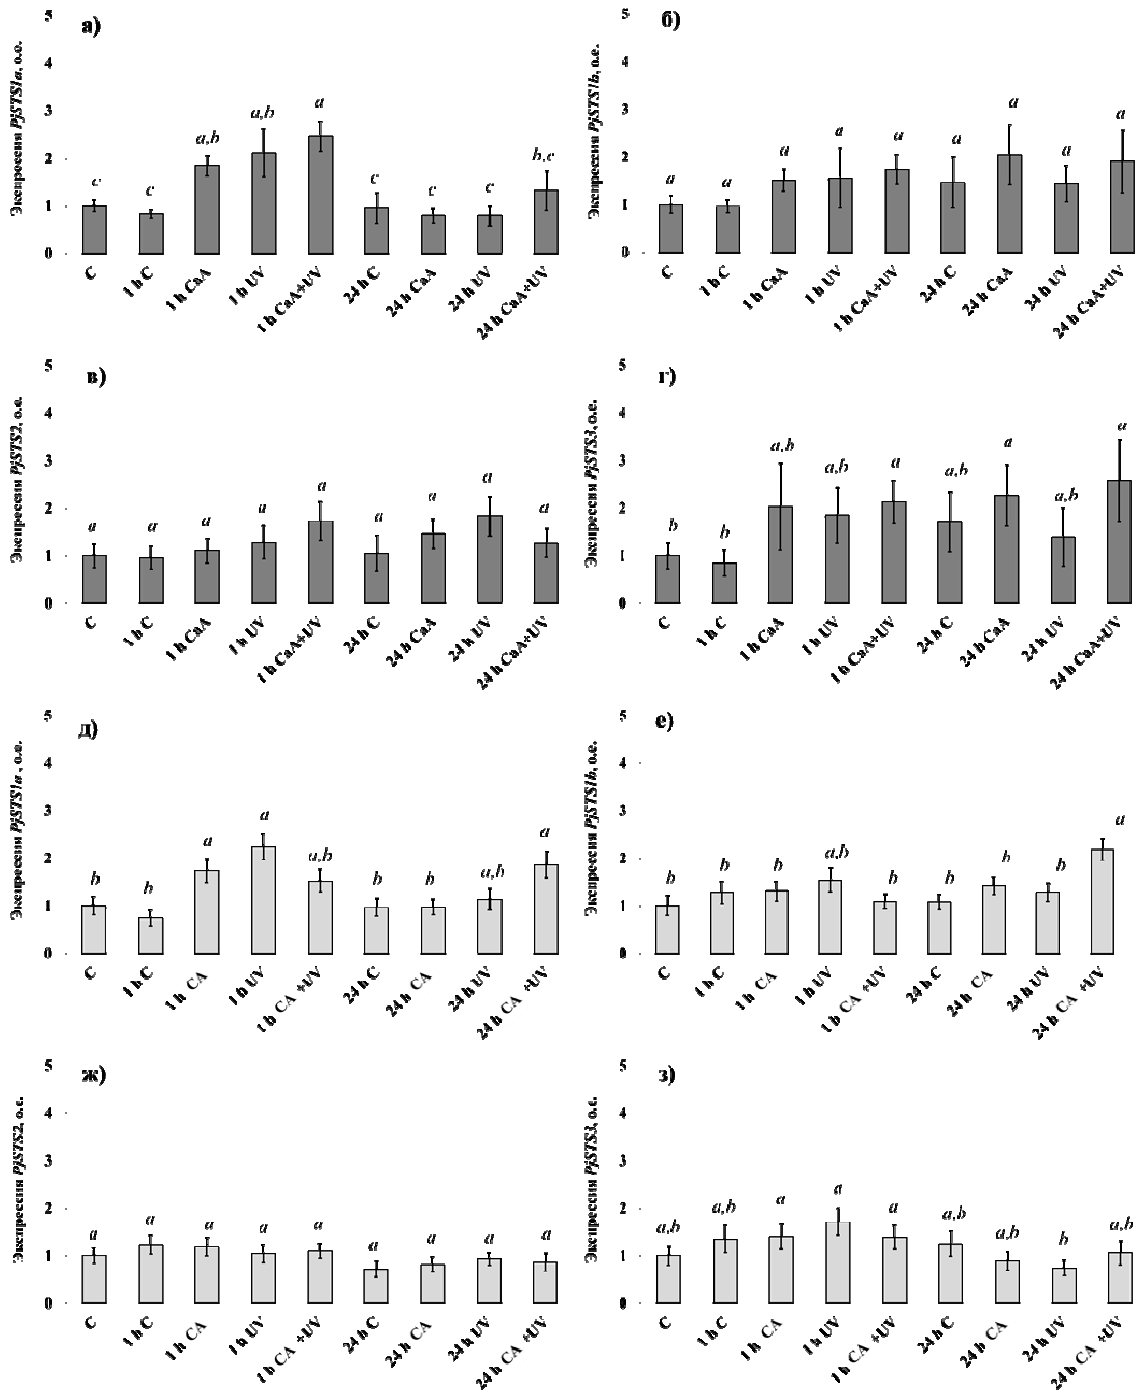 а)
Экспрессия PjSTS1a, о.е.
5
4
3
2
1
0
c
c
a,b
a,b
a
c
c
c
b,c
C
1 h C
1 h CaA
1 h UV
1 h CaA+UV
24 h C
24 h CaA
24 h UV
24 h CaA+UV
б)
Экспрессия PjSTS1b, о.е.
5
4
3
2
1
0
a
a
a
a
a
a
a
a
a
C
1 h C
1 h CaA
1 h UV
1 h CaA+UV
24 h C
24 h CaA
24 h UV
24 h CaA+UV
в)
Экспрессия PjSTS2, о.е.
5
4
3
2
1
0
a
a
a
a
a
a
a
a
a
C
1 h C
1 h CaA
1 h UV
1 h CaA+UV
24 h C
24 h CaA
24 h UV
24 h CaA+UV
г)
Экспрессия PjSTS3, о.е.
5
4
3
2
1
0
b
b
a,b
a,b
a
a,b
a
a,b
a
C
1 h C
1 h CaA
1 h UV
1 h CaA+UV
24 h C
24 h CaA
24 h UV
24 h CaA+UV
д)
Экспрессия PjSTS1a , о.е.
5
4
3
2
1
0
b
b
a
a
a,b
b
b
a,b
a
C
1 h C
1 h CA
1 h UV
1 h CA +UV
24 h C
24 h CA
24 h UV
24 h CA +UV
е)
Экспрессия PjSTS1b, о.е.
5
4
3
2
1
0
b
b
b
a,b
b
b
b
b
a
C
1 h C
1 h CA
1 h UV
1 h CA +UV
24 h C
24 h CA
24 h UV
24 h CA +UV
ж)
Экспрессия PjSTS2, о.е.
5
4
3
2
1
0
a
a
a
a
a
a
a
a
a
C
1 h C
1 h CA
1 h UV
1 h CA +UV
24 h C
24 h CA
24 h UV
24 h CA +UV
з)
Экспрессия PjSTS3, о.е.
5
4
3
2
1
0
a,b
a,b
a
a
a
a,b
a,b
b
a,b
C
1 h C
1 h CA
1 h UV
1 h CA +UV
24 h C
24 h CA
24 h UV
24 h CA +UV